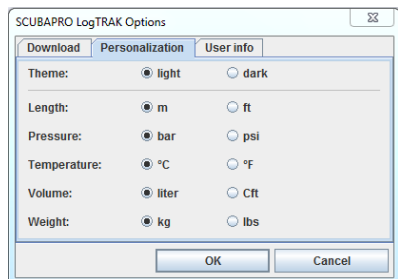 SCUBAPRO LogTRAK Options
Download Personalization User info
Theme: light dark
Length: m ft
Pressure: bar psi
Temperature: °C °F
Volume: liter Cft
Weight: kg lbs
OK Cancel